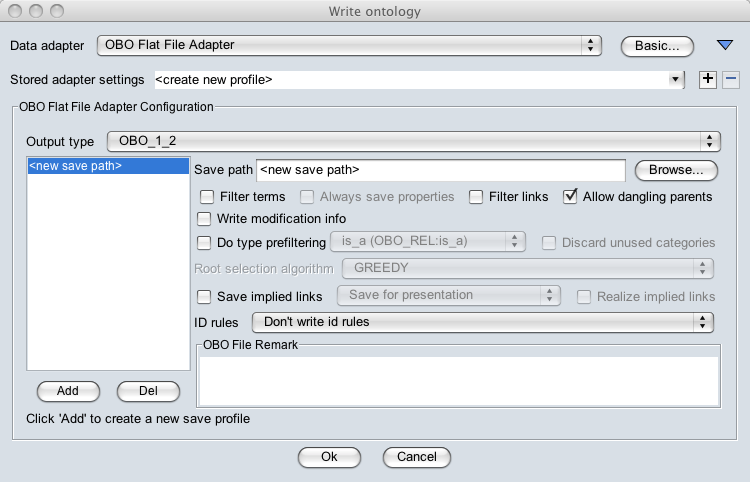 Write ontology
Data adapter OBO Flat File Adapter Basic...
Stored adapter settings <create new profile> + −
OBO Flat File Adapter Configuration
Output type OBO_1_2
<new save path> Save path <new save path> Browse...
Filter terms Always save properties Filter links Allow dangling parents
Write modification info
Do type prefiltering is_a (OBO_REL:is_a) Discard unused categories
Root selection algorithm GREEDY
Save implied links Save for presentation Realize implied links
ID rules Don't write id rules
OBO File Remark
Add Del
Click 'Add' to create a new save profile
Ok Cancel